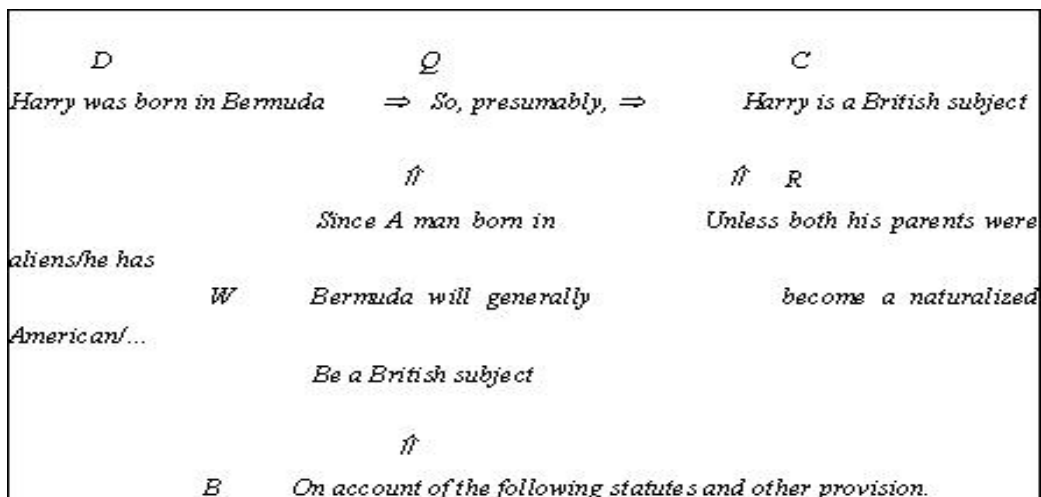 D Q C
Harry was born in Bermuda ⇒ So, presumably, ⇒ Harry is a British subject
⇑ ⇑ R
Since A man born in Unless both his parents were
aliens/he has
W Bermuda will generally become a naturalized
American/...
Be a British subject
⇑
B On account of the following statutes and other provision.